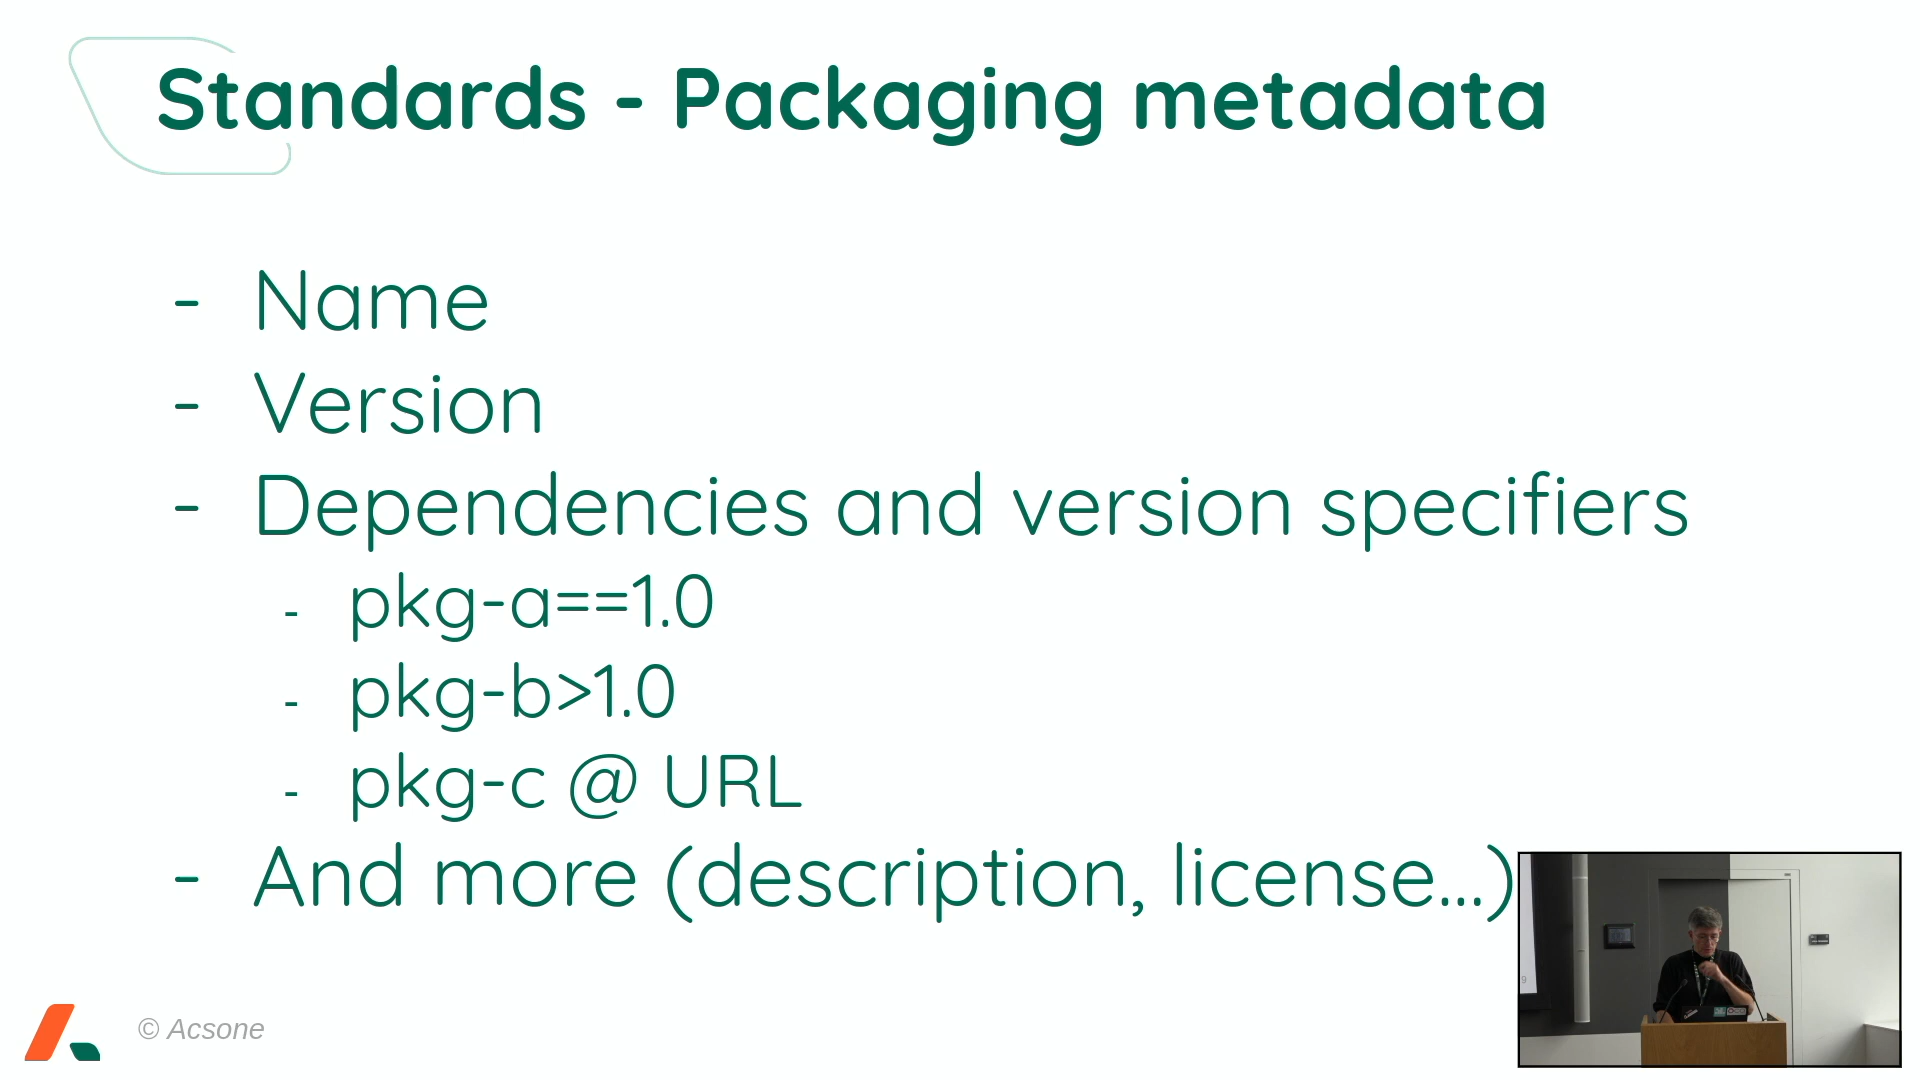 Standards - Packaging metadata
- Name
- Version
- Dependencies and version specifiers
- pkg-a==1.0
- pkg-b>1.0
- pkg-c @ URL
- And more (description, license...)
© Acsone